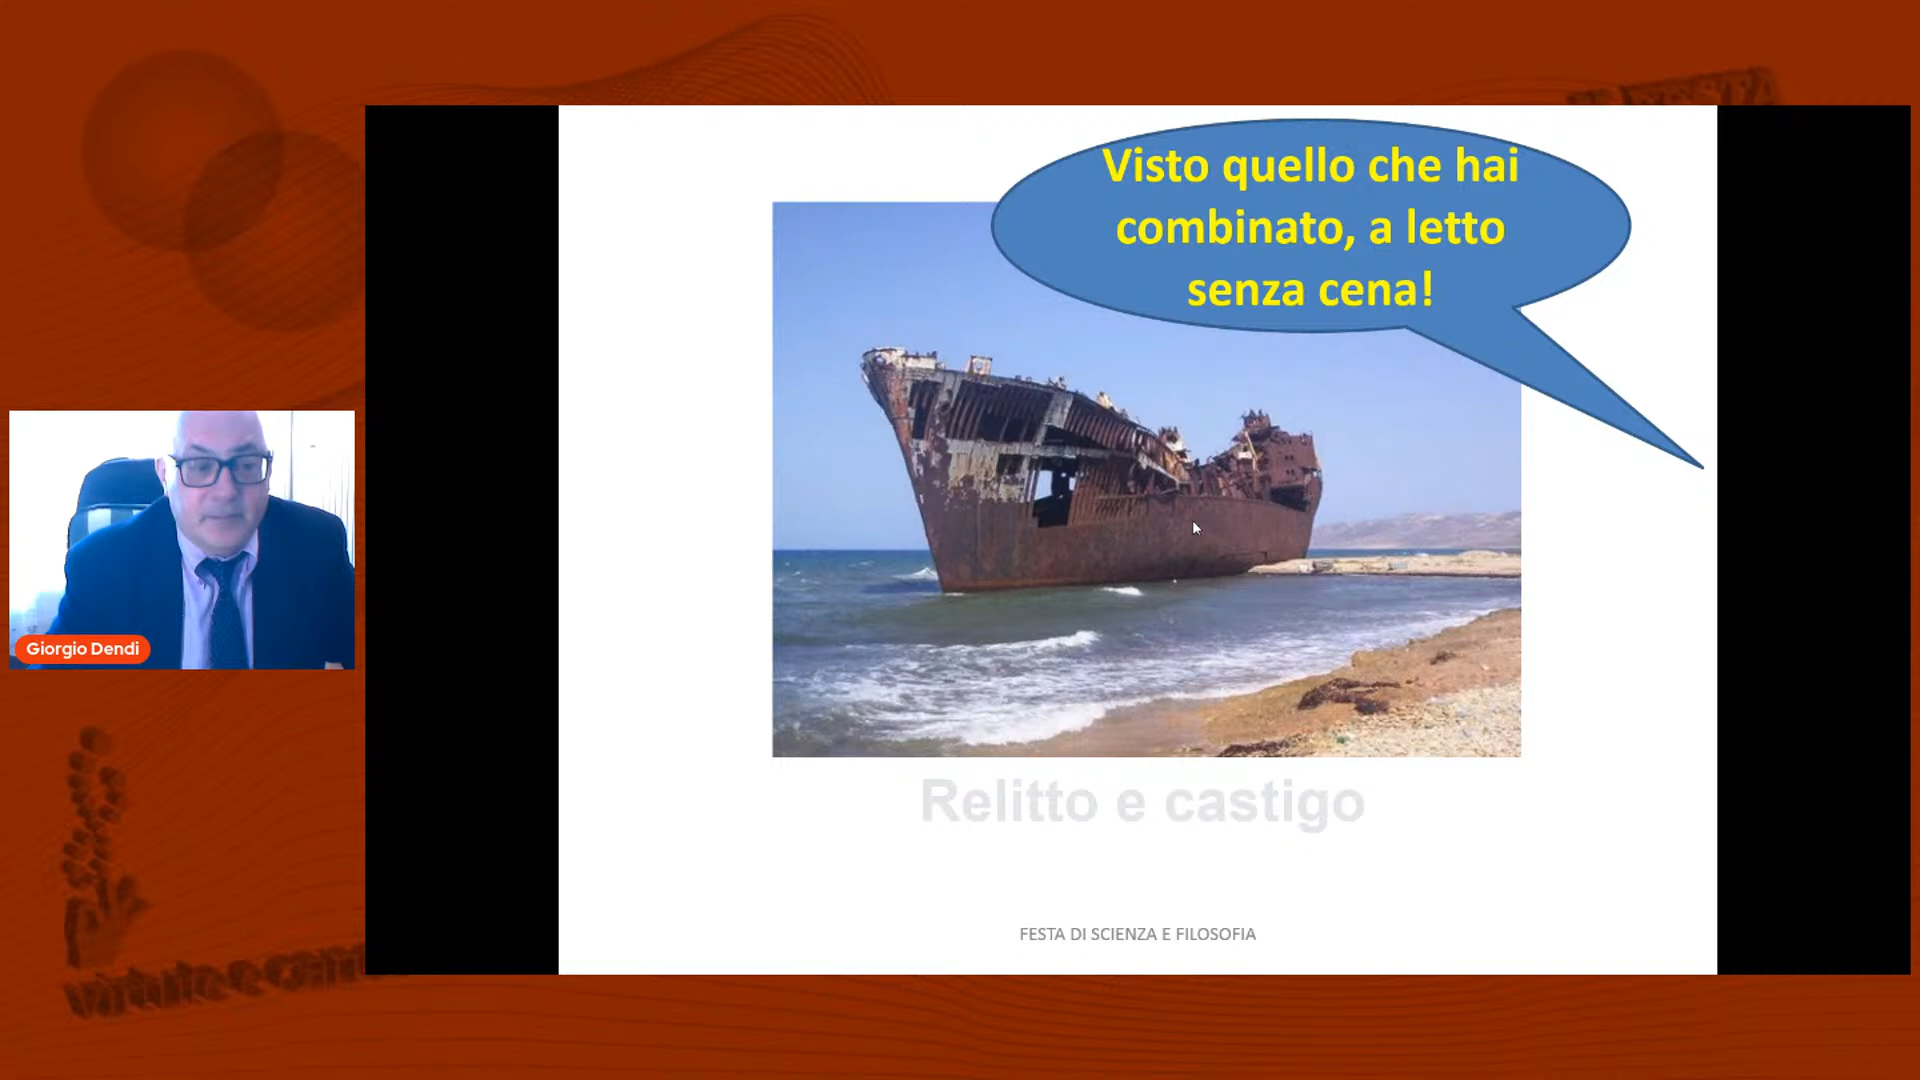 Visto quello che hai
combinato, a letto
senza cena!
Giorgio Dendi
Relitto e castigo
FESTA DI SCIENZA E FILOSOFIA